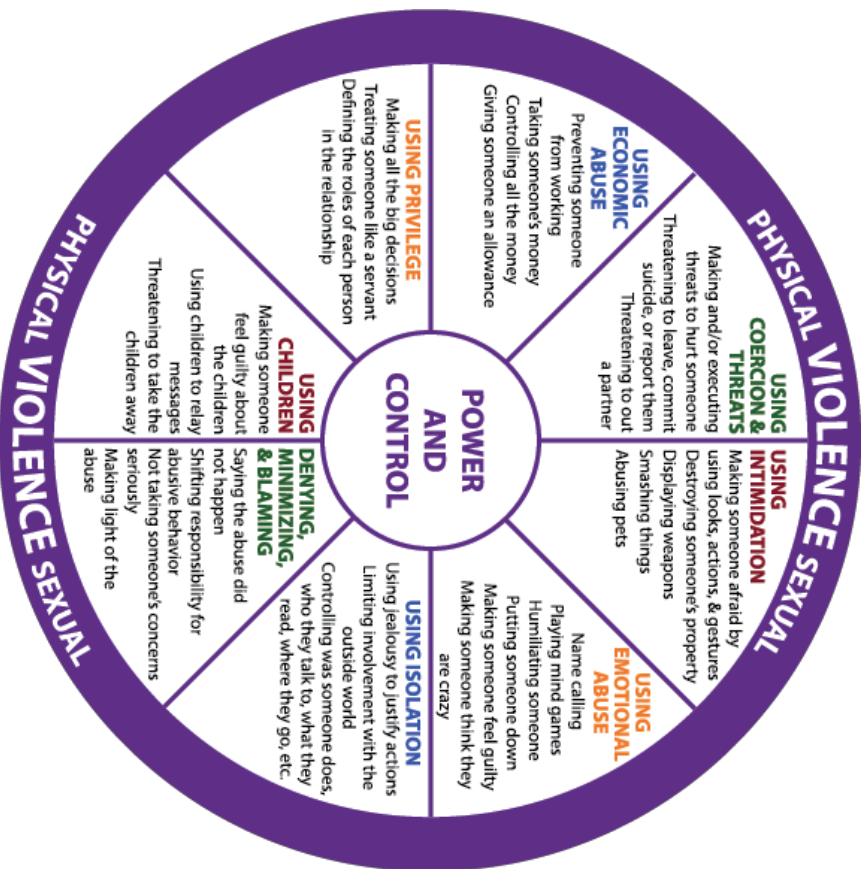 PHYSICAL VIOLENCE SEXUAL
USING
COERCION &
THREATS
Making and/or executing
threats to hurt someone
Threatening to leave, commit
suicide, or report them
Threatening to out
a partner
USING
INTIMIDATION
Making someone afraid by
using looks, actions, & gestures
Destroying someone's property
Displaying weapons
Smashing things
Abusing pets
USING
EMOTIONAL
ABUSE
Name calling
Playing mind games
Humiliating someone
Putting someone down
Making someone feel guilty
Making someone think they
are crazy
USING ISOLATION
Using jealousy to justify actions
Limiting involvement with the
outside world
Controlling was someone does,
who they talk to, what they
read, where they go, etc.
DENYING,
MINIMIZING,
& BLAMING
Saying the abuse did
not happen
Shifting responsibility for
abusive behavior
Not taking someone's concerns
seriously
Making light of the
abuse
USING
CHILDREN
Making someone
feel guilty about
the children
Using children to relay
messages
Threatening to take the
children away
USING PRIVILEGE
Making all the big decisions
Treating someone like a servant
Defining the roles of each person
in the relationship
USING
ECONOMIC
ABUSE
Preventing someone
from working
Taking someone's money
Controlling all the money
Giving someone an allowance
POWER
AND
CONTROL
PHYSICAL VIOLENCE SEXUAL